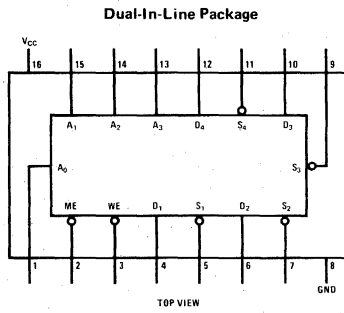 Dual-In-Line Package
VCC
16 15 14 13 12 11 10 9
A1 A2 A3 D4 S4 D3
A0 S3
ME WE D1 S1 D2 S2
1 2 3 4 5 6 7 8
GND
TOP VIEW